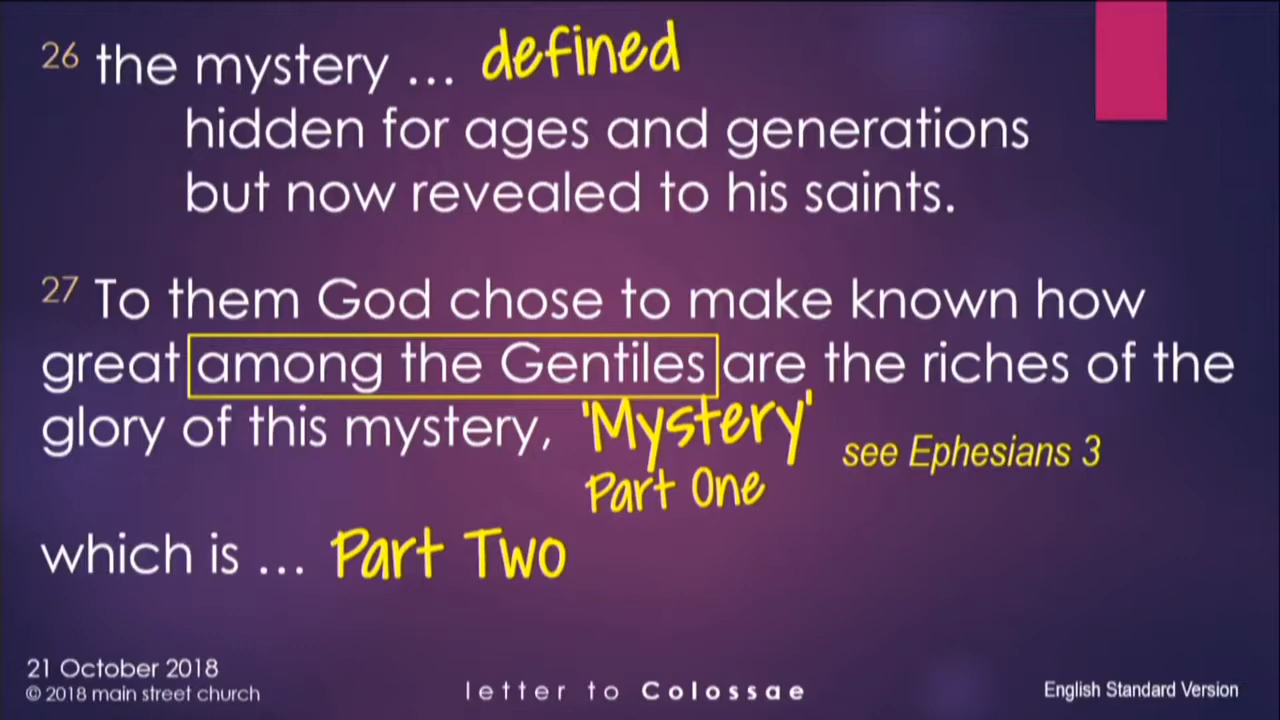 26 the mystery ... defined
hidden for ages and generations
but now revealed to his saints.
27 To them God chose to make known how
great among the Gentiles are the riches of the
glory of this mystery, 'Mystery' see Ephesians 3
Part One
which is ... Part Two
21 October 2018
© 2018 main street church
letter to Colossae
English Standard Version